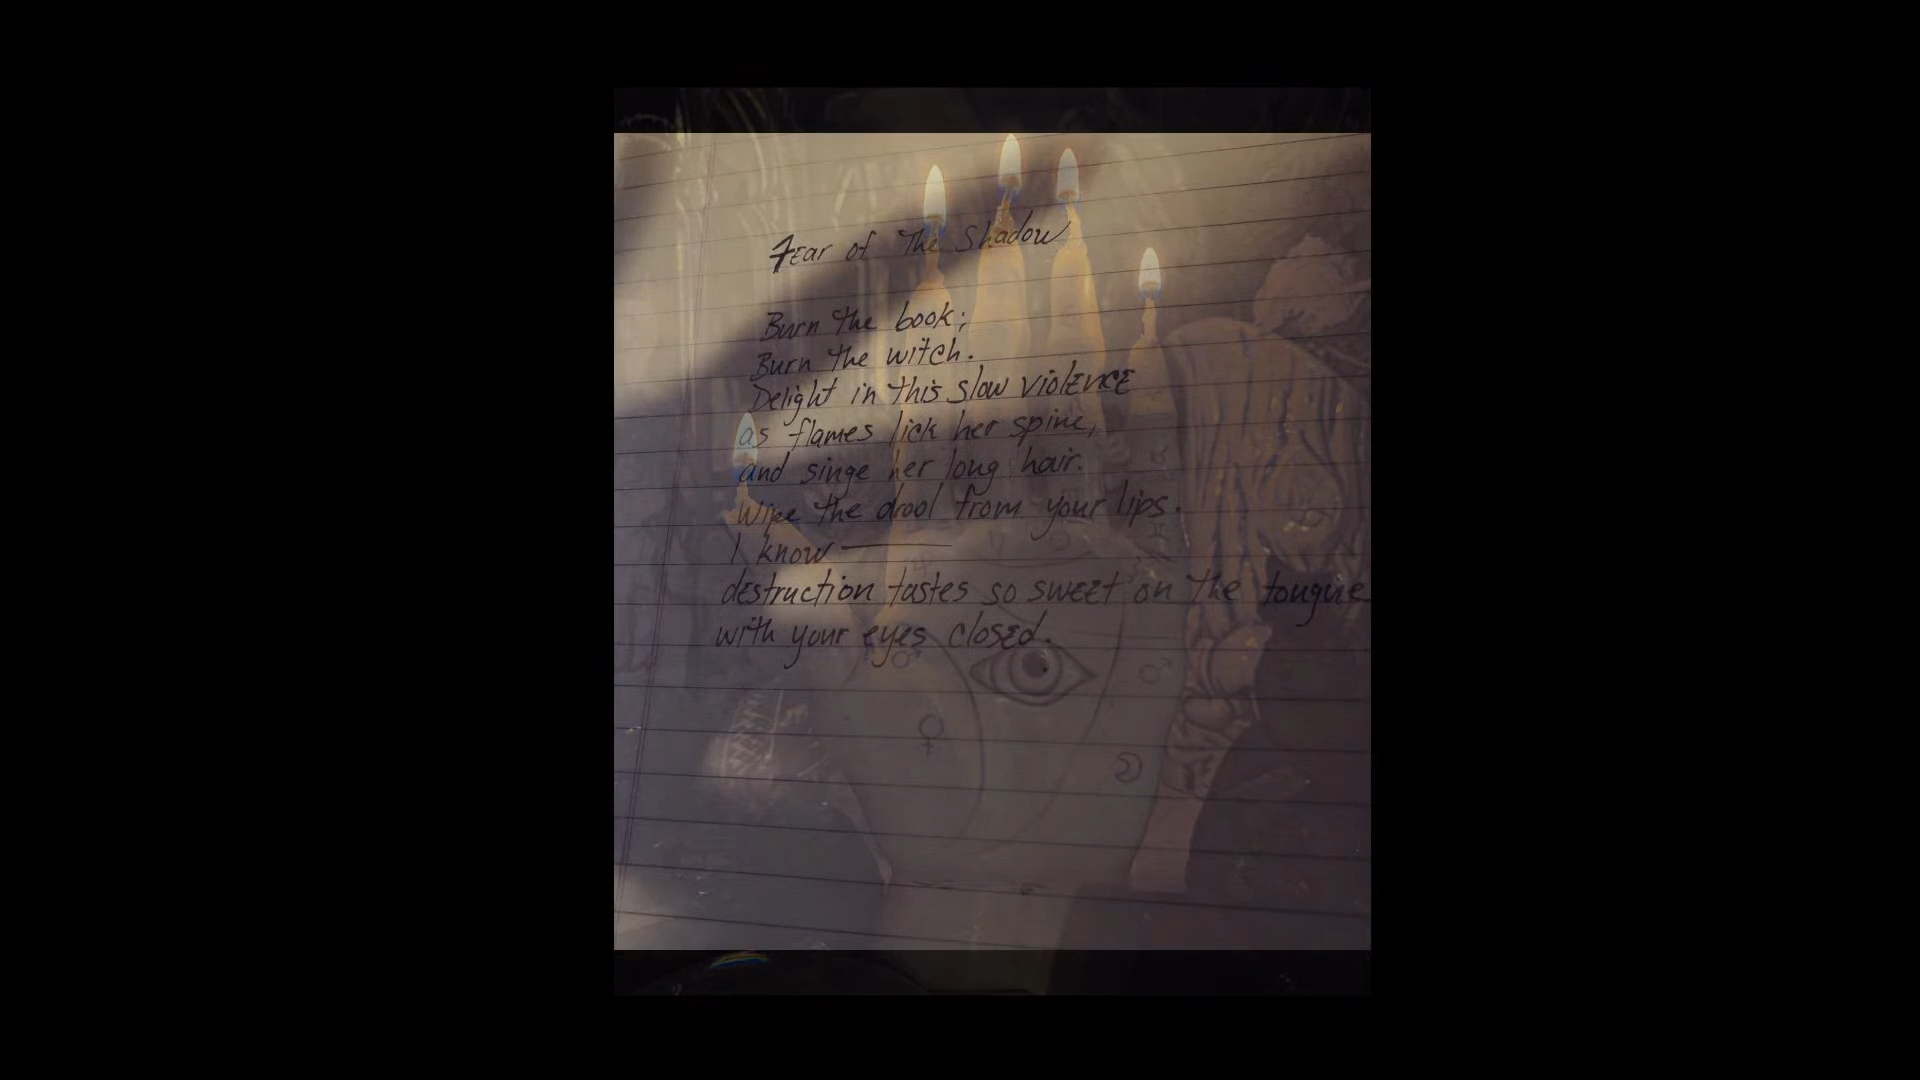 Fear of The Shadow
Burn the book;
Burn the witch.
Delight in this slow violence
as flames lick her spine,
and singe her long hair.
Wipe the drool from your lips.
I know ———
destruction tastes so sweet on the tongue
with your eyes closed.